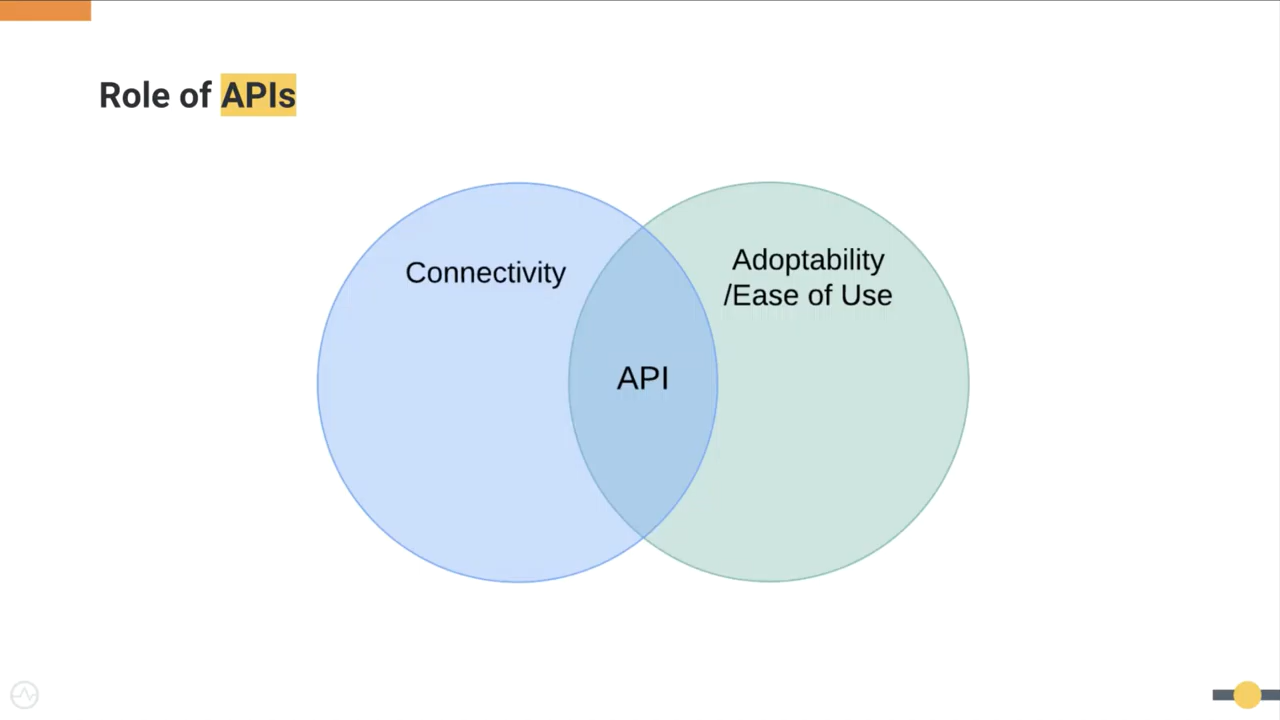 Role of APIs
Connectivity
Adoptability
/Ease of Use
API